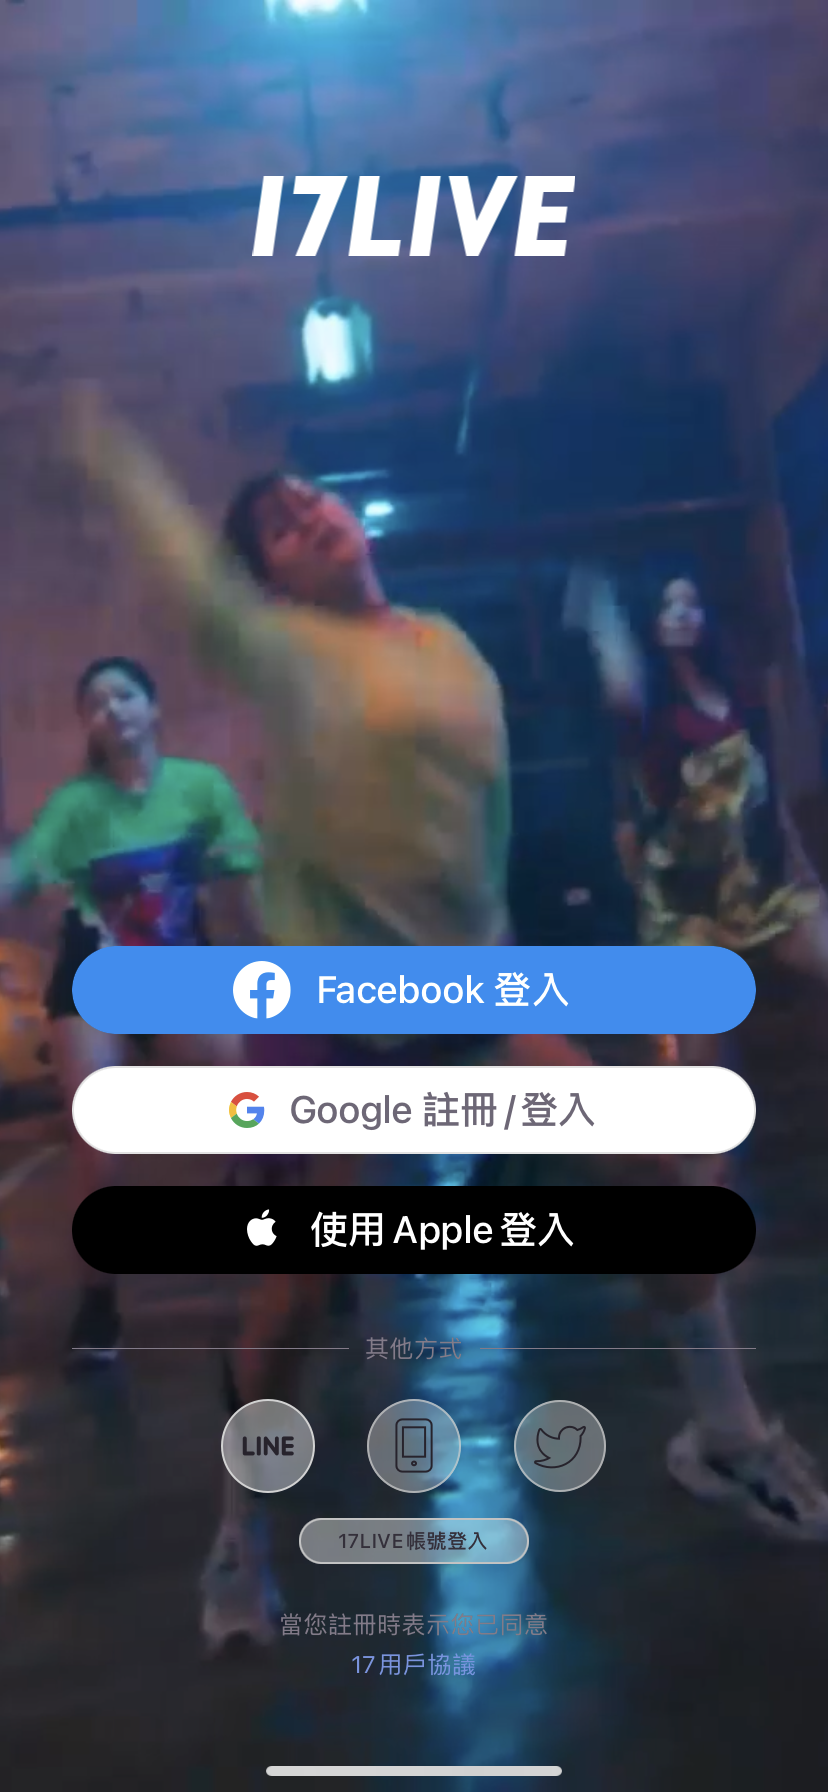 17LIVE
Facebook 登入
Google 註冊/登入
使用 Apple 登入
其他方式
LINE
17LIVE帳號登入
當您註冊時表示您已同意
17用戶協議